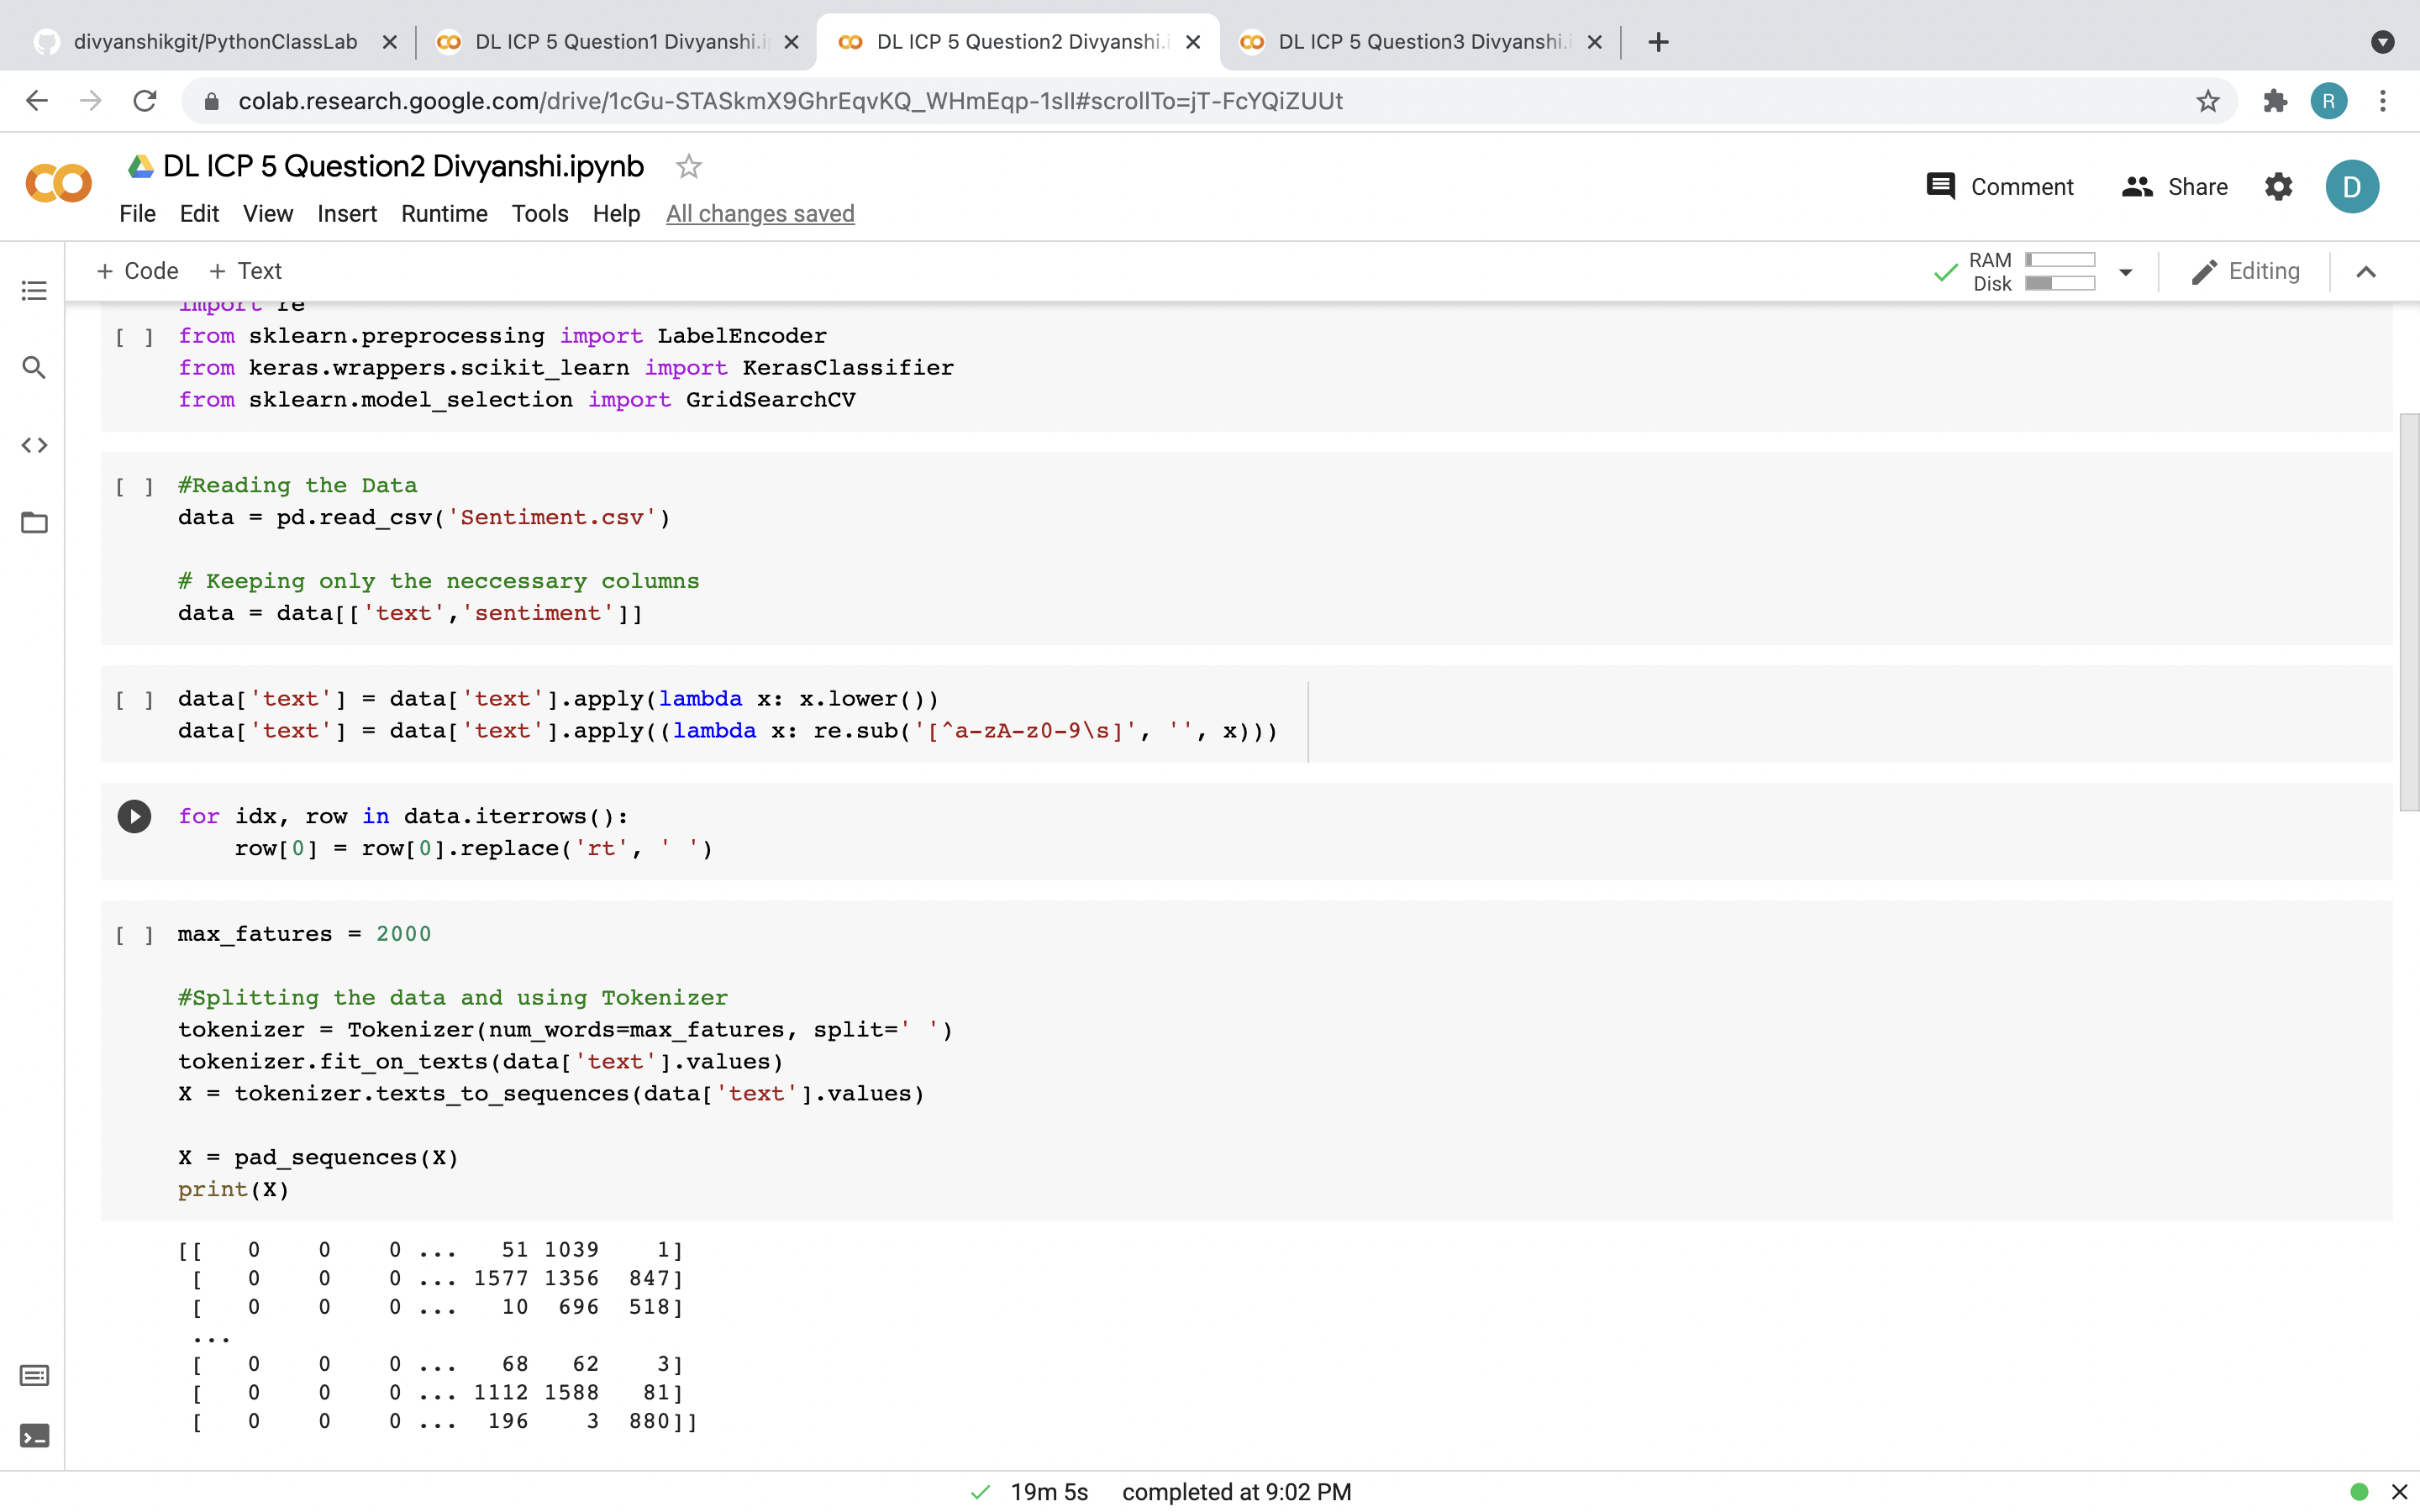 divyanshikgit/PythonClassLab
DL ICP 5 Question1 Divyanshi.i
DL ICP 5 Question2 Divyanshi.i
DL ICP 5 Question3 Divyanshi.i
colab.research.google.com/drive/1cGu-STASkmX9GhrEqvKQ_WHmEqp-1sII#scrollTo=jT-FcYQiZUUt
R
DL ICP 5 Question2 Divyanshi.ipynb
Comment
Share
D
File Edit View Insert Runtime Tools Help All changes saved
+ Code + Text
RAM
Disk
Editing
import re
[ ] from sklearn.preprocessing import LabelEncoder
from keras.wrappers.scikit_learn import KerasClassifier
from sklearn.model_selection import GridSearchCV
[ ] #Reading the Data
data = pd.read_csv('Sentiment.csv')
# Keeping only the neccessary columns
data = data[['text','sentiment']]
[ ] data['text'] = data['text'].apply(lambda x: x.lower())
data['text'] = data['text'].apply((lambda x: re.sub('[^a-zA-z0-9\s]', '', x)))
for idx, row in data.iterrows():
    row[0] = row[0].replace('rt', ' ')
[ ] max_fatures = 2000
#Splitting the data and using Tokenizer
tokenizer = Tokenizer(num_words=max_fatures, split=' ')
tokenizer.fit_on_texts(data['text'].values)
X = tokenizer.texts_to_sequences(data['text'].values)
X = pad_sequences(X)
print(X)
[[   0    0    0 ...   51 1039    1]
 [   0    0    0 ... 1577 1356  847]
 [   0    0    0 ...   10  696  518]
 ...
 [   0    0    0 ...   68   62    3]
 [   0    0    0 ... 1112 1588   81]
 [   0    0    0 ...  196    3  880]]
19m 5s completed at 9:02 PM